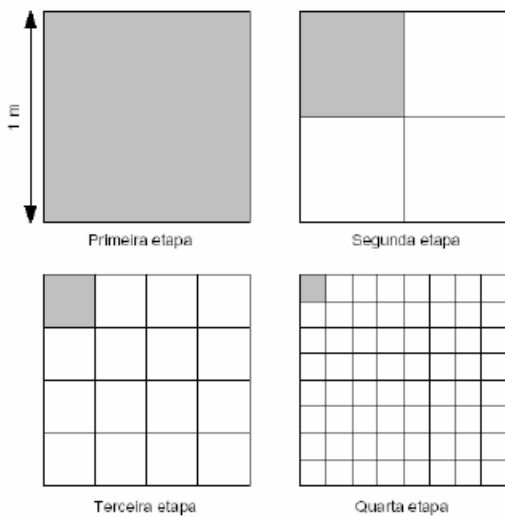 1 m
Primeira etapa
Segunda etapa
Terceira etapa
Quarta etapa